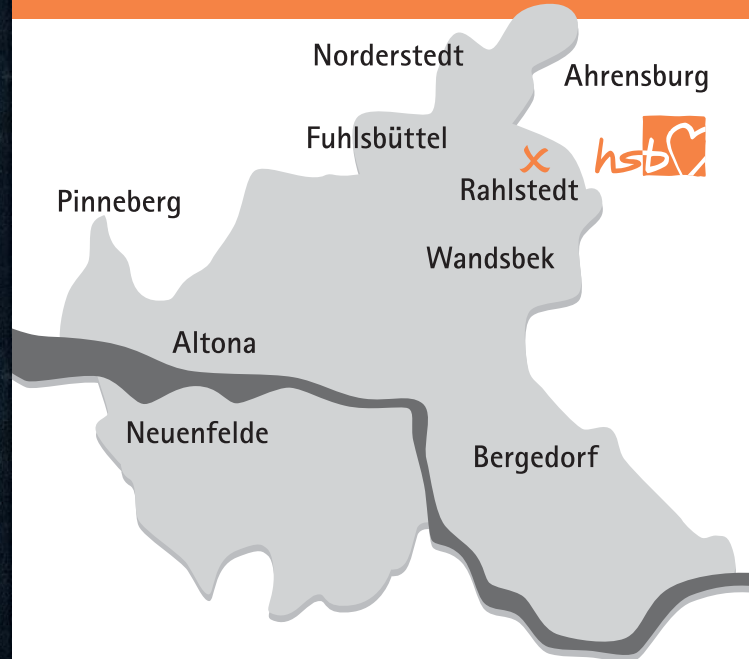 Norderstedt
Ahrensburg
Fuhlsbüttel
hsb
Rahlstedt
Pinneberg
Wandsbek
Altona
Neuenfelde
Bergedorf